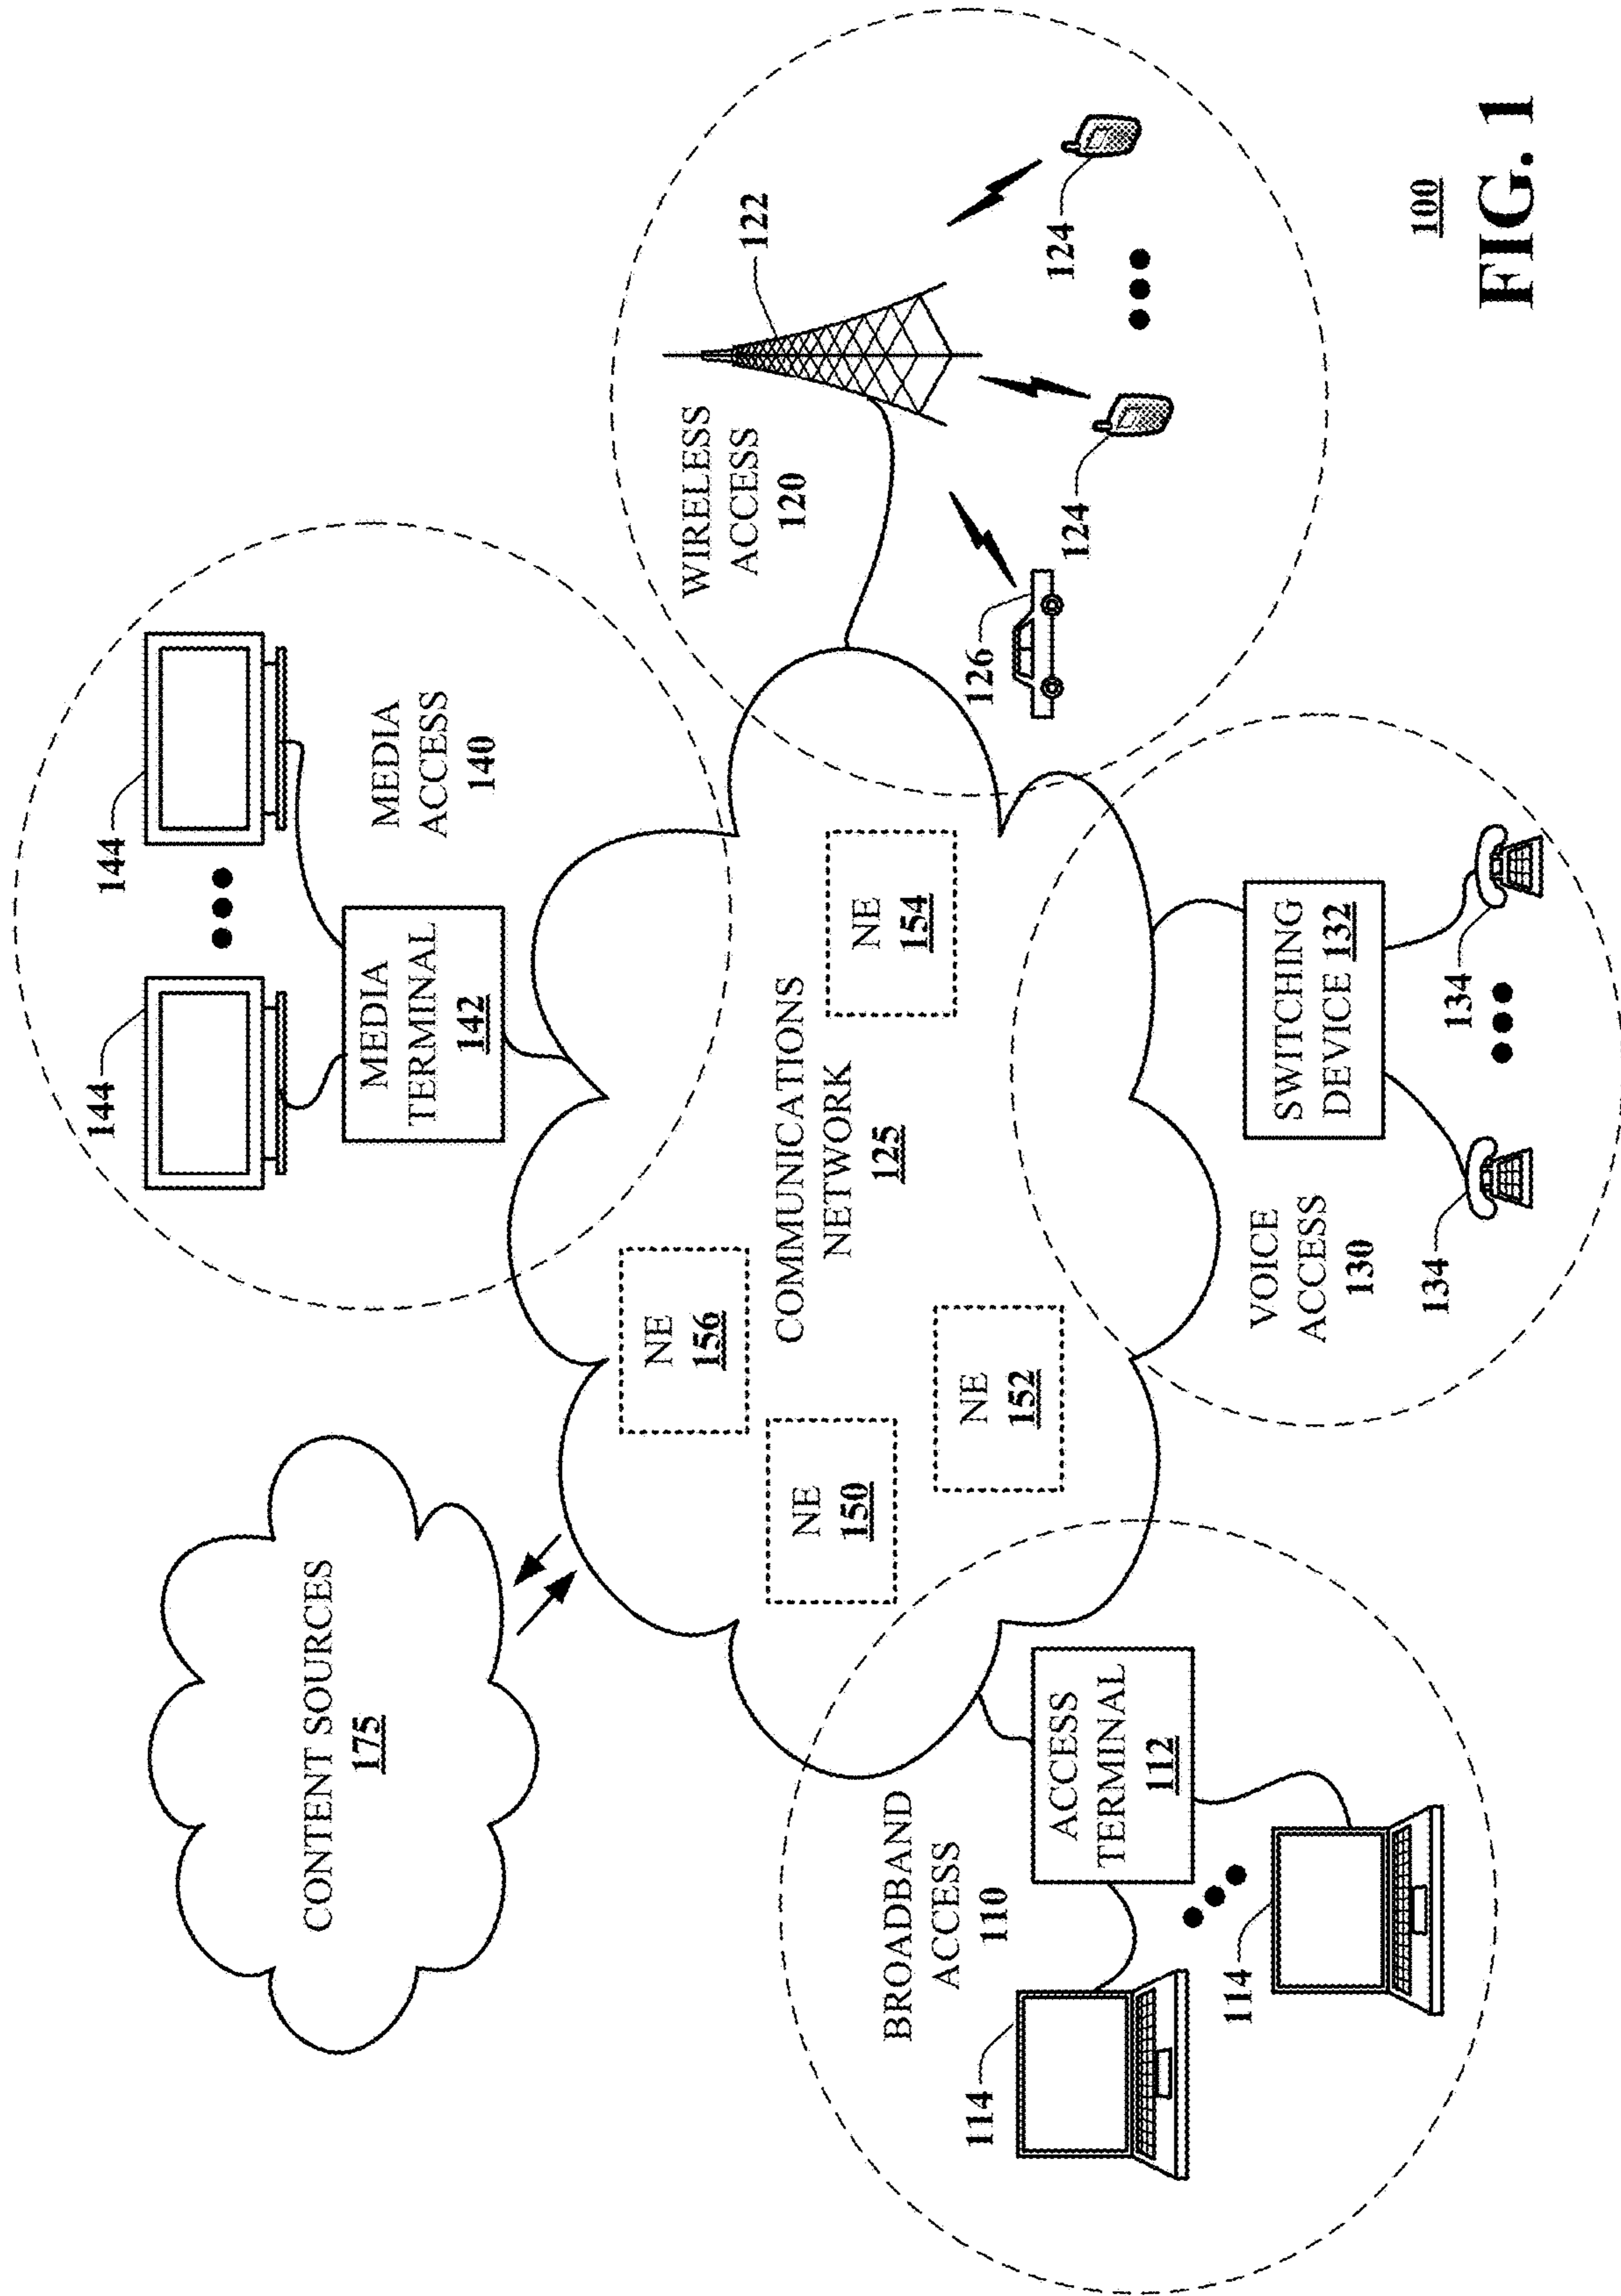 CONTENT SOURCES
175
144
144
MEDIA
TERMINAL
142
MEDIA
ACCESS
140
WIRELESS
ACCESS
120
122
NE
156
COMMUNICATIONS
NETWORK
125
NE
150
NE
154
NE
152
126
124
124
BROADBAND
ACCESS
110
ACCESS
TERMINAL
112
114
114
VOICE
ACCESS
130
SWITCHING
DEVICE 132
134
134
100
FIG. 1